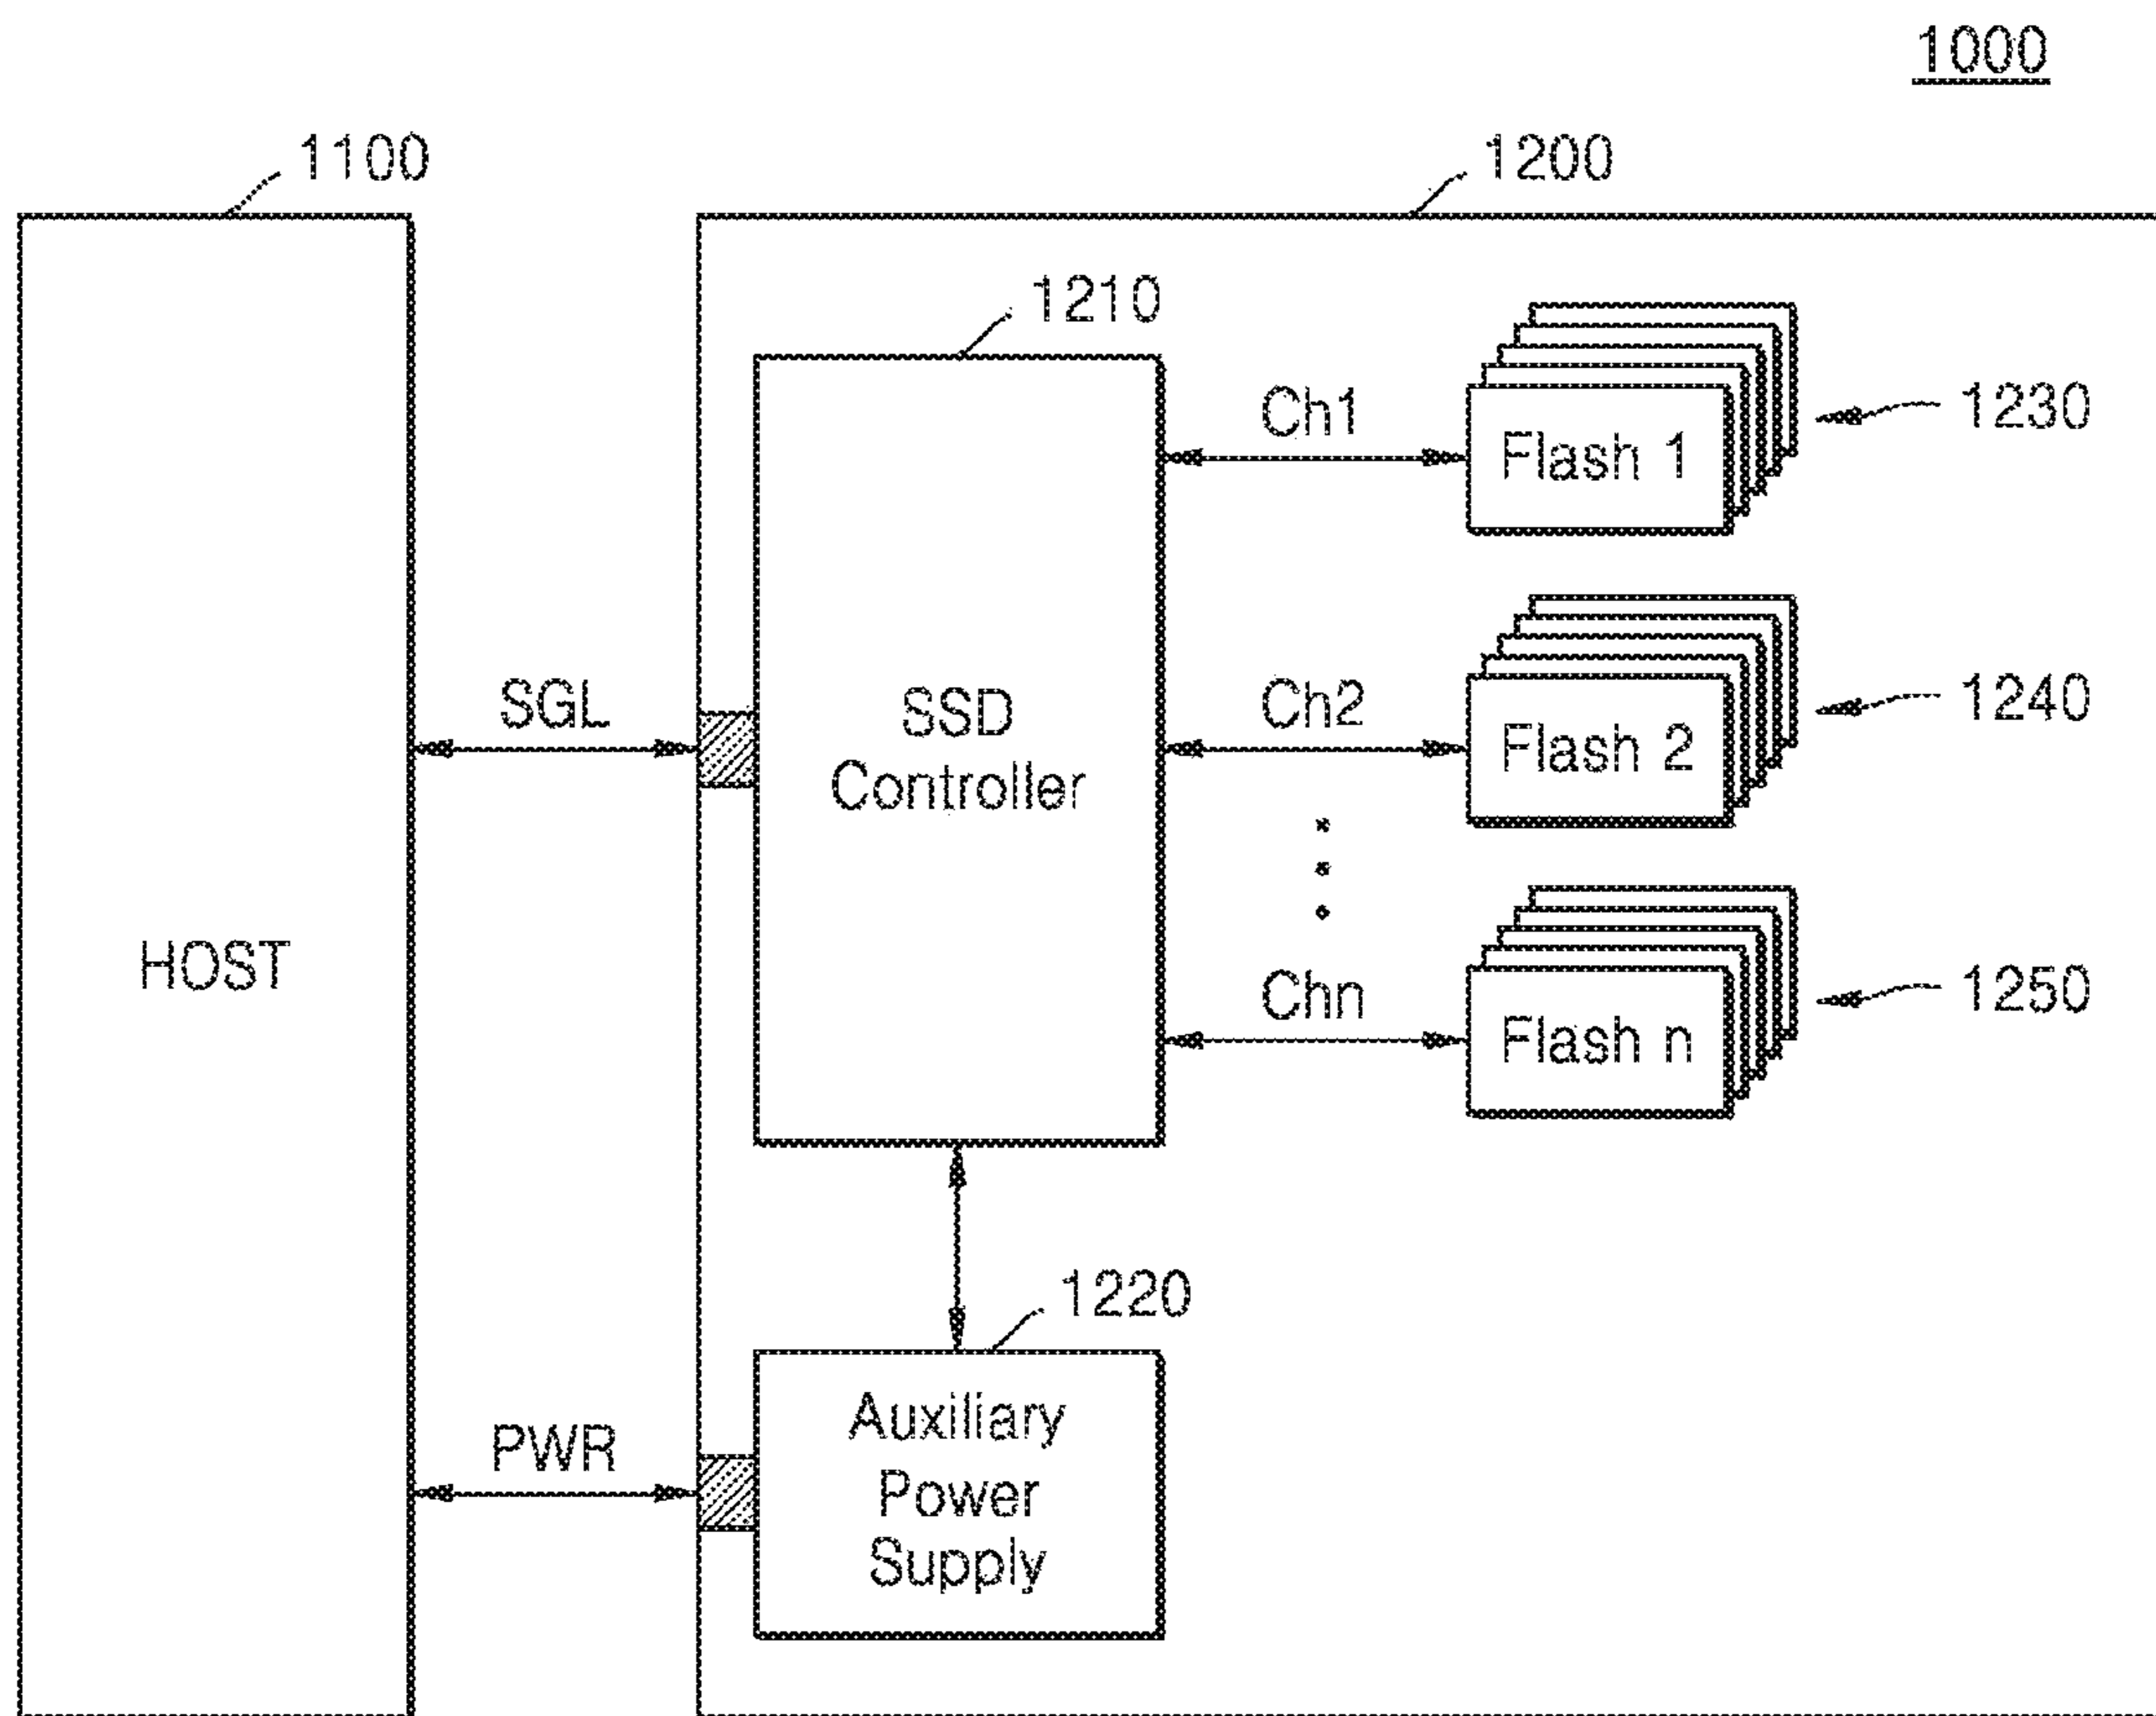 1000
1100
1200
1210
Ch1
Flash 1
1230
SGL
SSD
Controller
Ch2
Flash 2
1240
HOST
Chn
Flash n
1250
1220
PWR
Auxiliary
Power
Supply